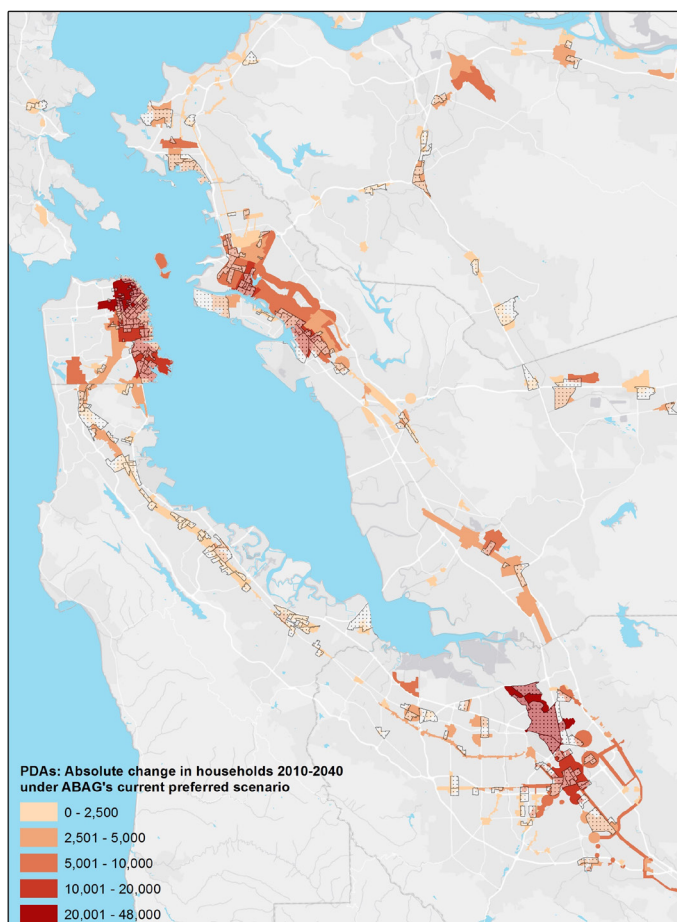 PDAs: Absolute change in households 2010-2040
under ABAG's current preferred scenario
0 - 2,500
2,501 - 5,000
5,001 - 10,000
10,001 - 20,000
20,001 - 48,000